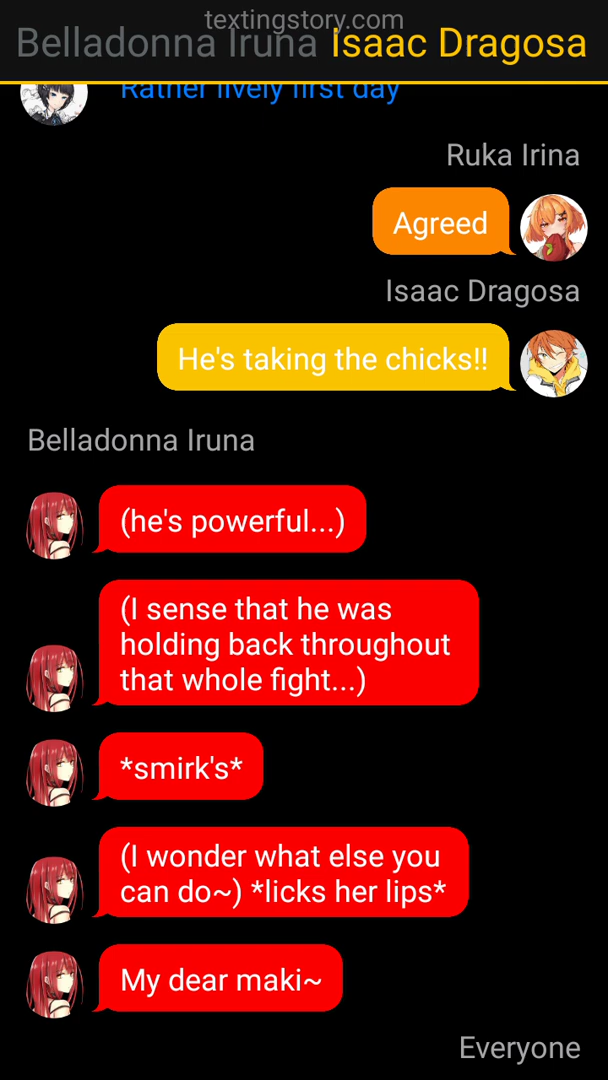 textingstory.com
Belladonna Iruna Isaac Dragosa
Rather lively first day
Ruka Irina
Agreed
Isaac Dragosa
He's taking the chicks!!
Belladonna Iruna
(he's powerful...)
(I sense that he was
holding back throughout
that whole fight...)
*smirk's*
(I wonder what else you
can do~) *licks her lips*
My dear maki~
Everyone